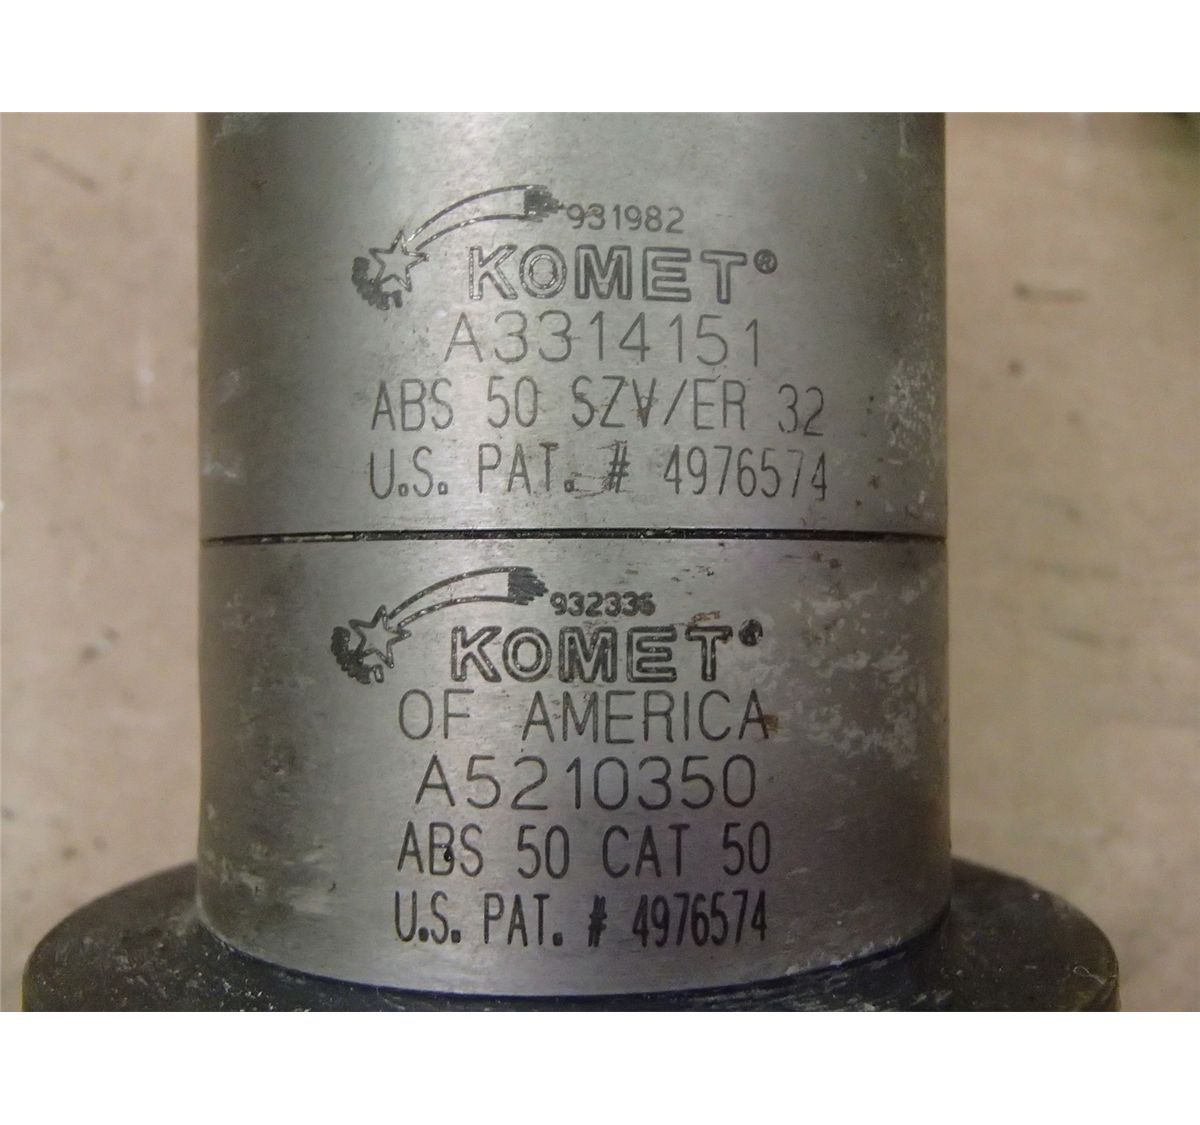 931982
KOMET®
A3314151
ABS 50 SZV/ER 32
U.S. PAT. # 4976574
932336
KOMET®
OF AMERICA
A5210350
ABS 50 CAT 50
U.S. PAT. # 4976574